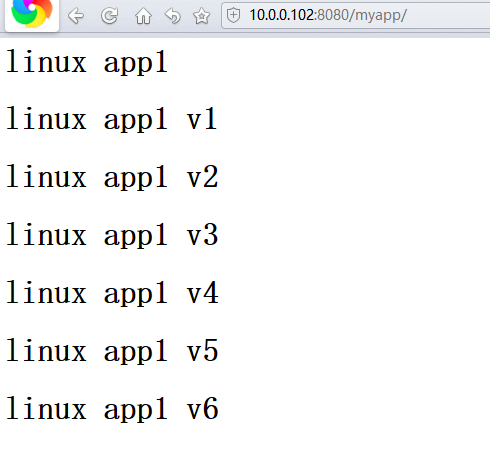 10.0.0.102:8080/myapp/
linux app1
linux app1 v1
linux app1 v2
linux app1 v3
linux app1 v4
linux app1 v5
linux app1 v6